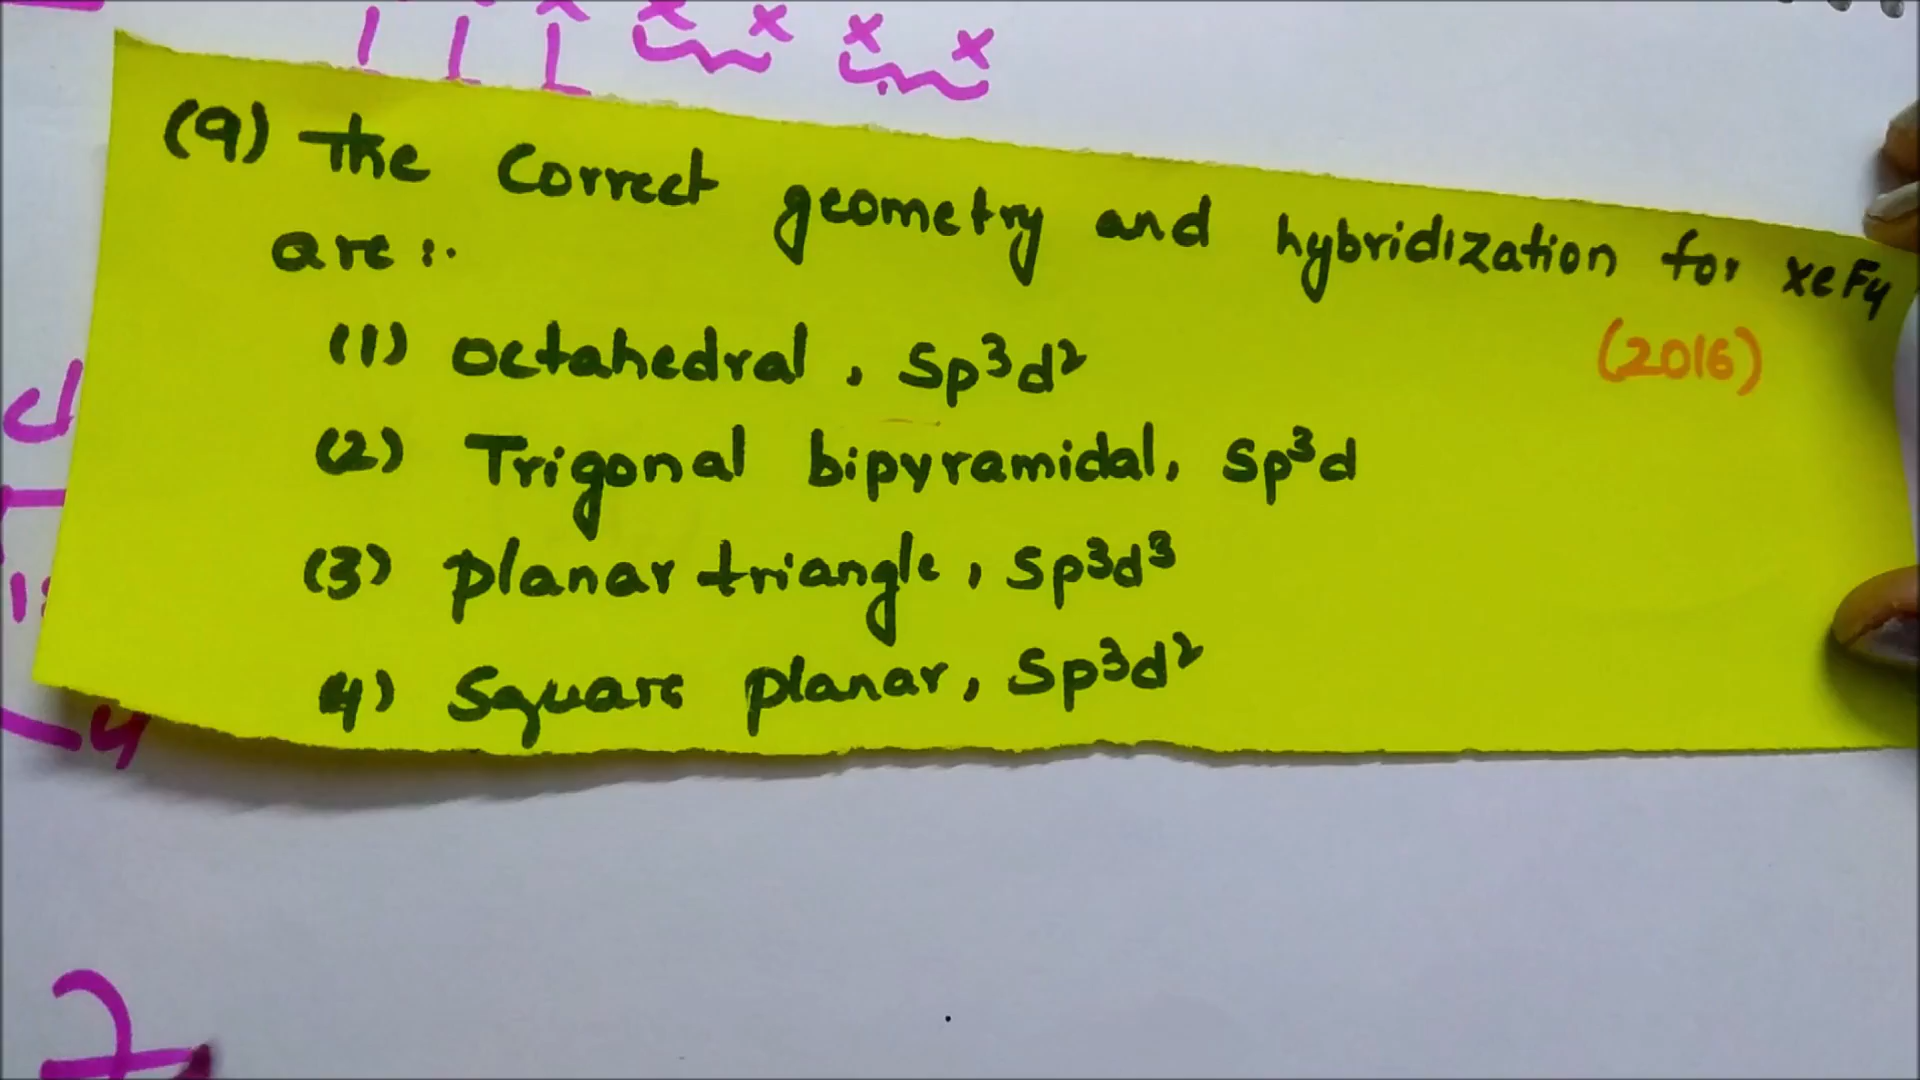 x x x x
(9) The Correct geometry and hybridization for xeF4
are :.
(1) octahedral, Sp³d²
(2016)
(2) Trigonal bipyramidal, Sp³d
(3) planar triangle, Sp³d³
(4) Square planar, Sp³d²